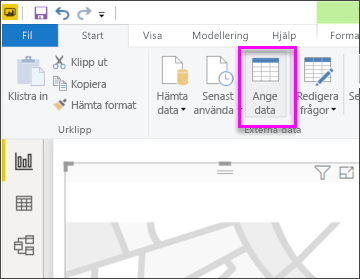 Fil
Start
Visa
Modellering
Hjälp
Forma
Klistra in
Klipp ut
Kopiera
Hämta format
Urklipp
Hämta
data
Senast
använda
Ange
data
Redigera
frågor
Se
Externa data